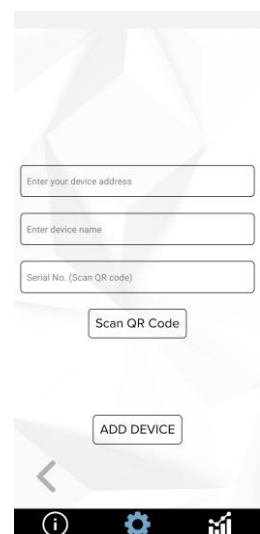 Enter your device address
Enter device name
Serial No. (Scan QR code)
Scan QR Code
ADD DEVICE